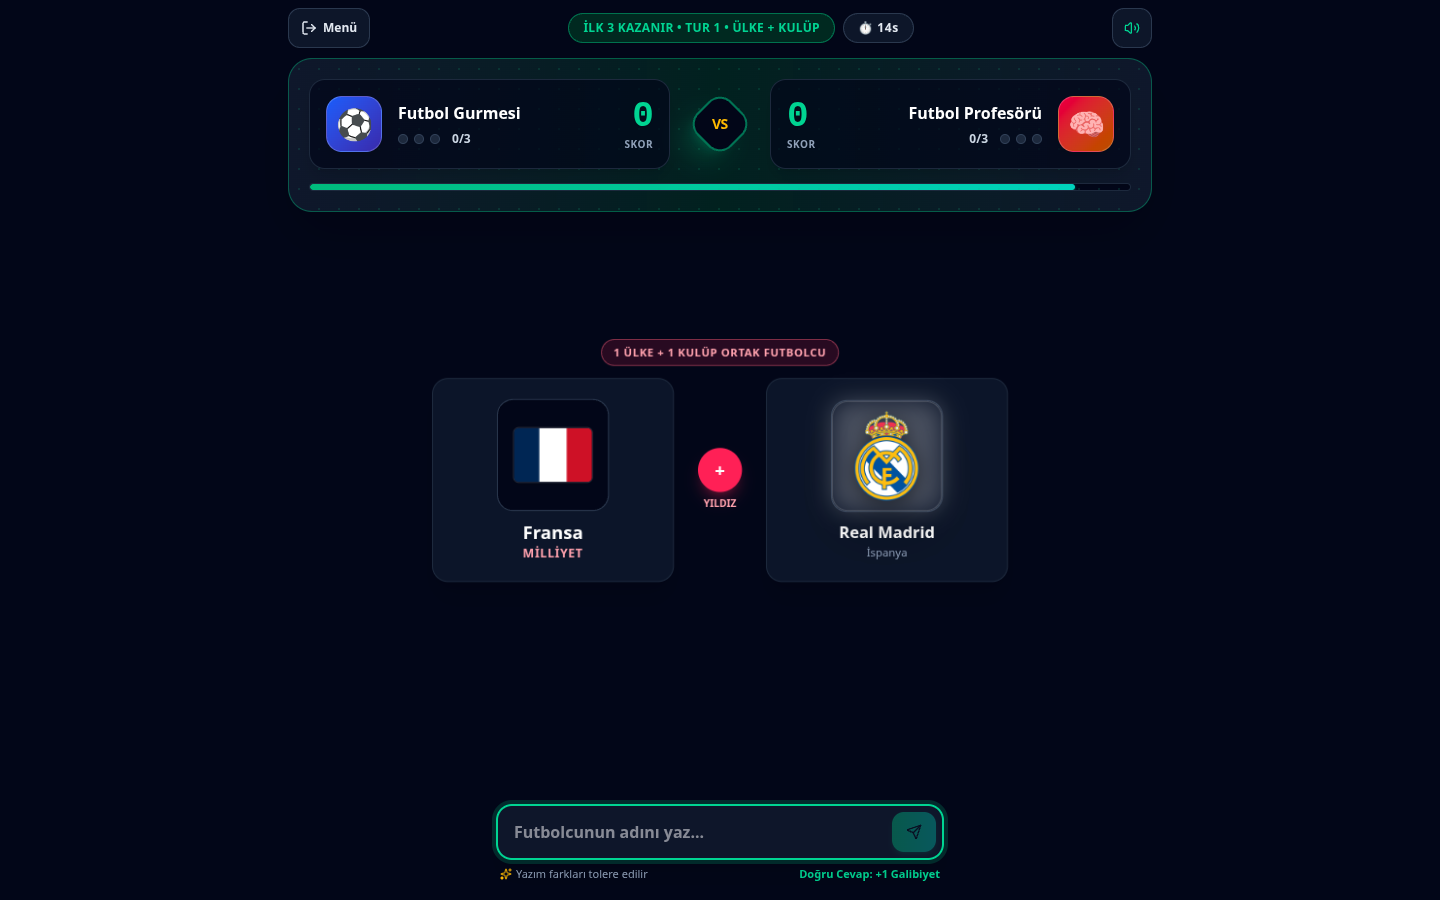 Menü
İLK 3 KAZANIR • TUR 1 • ÜLKE + KULÜP
⏱ 14s
Futbol Gurmesi
0/3
0
SKOR
VS
0
SKOR
Futbol Profesörü
0/3
1 ÜLKE + 1 KULÜP ORTAK FUTBOLCU
Fransa
MİLLİYET
+
YILDIZ
Real Madrid
İspanya
Futbolcunun adını yaz...
✨ Yazım farkları tolere edilir
Doğru Cevap: +1 Galibiyet